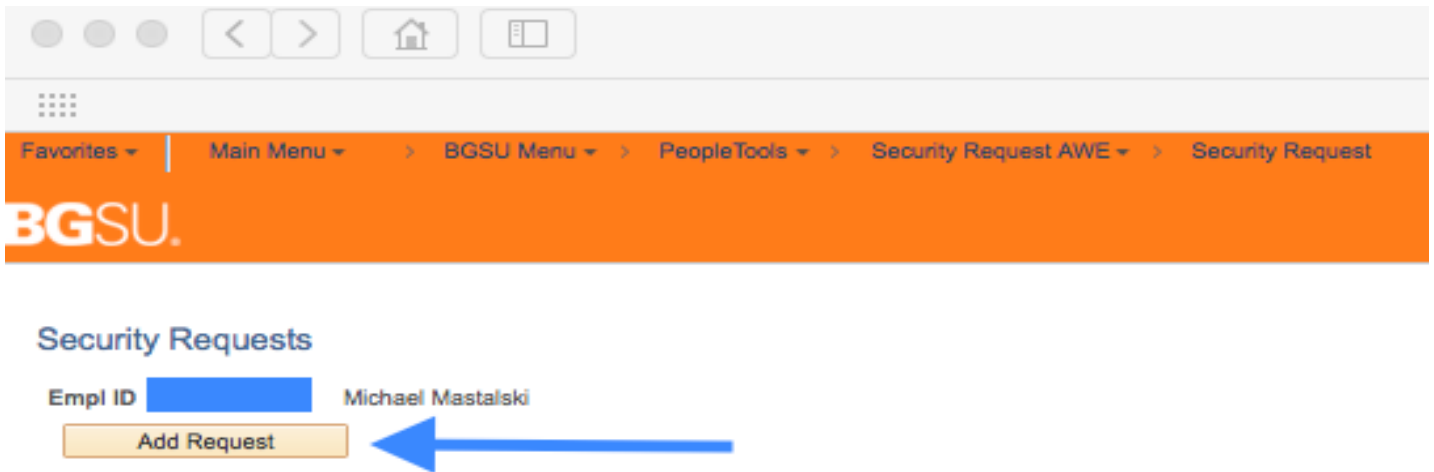 Favorites Main Menu > BGSU Menu > PeopleTools > Security Request AWE > Security Request
BGSU.
Security Requests
Empl ID Michael Mastalski
Add Request